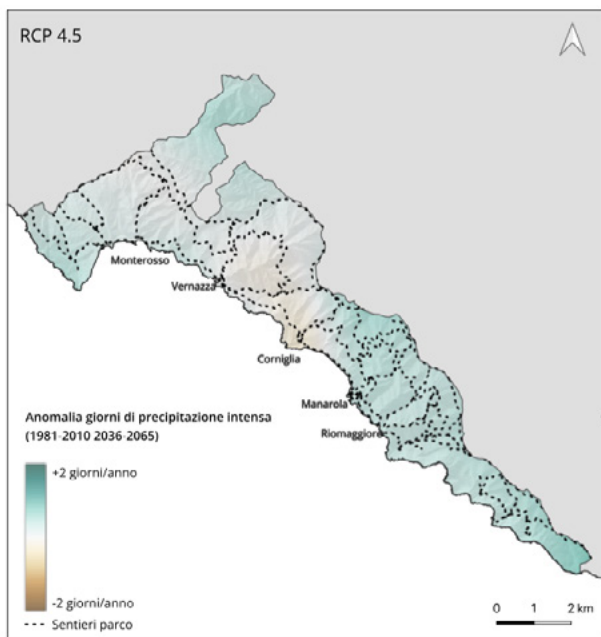 RCP 4.5
Monterosso
Vernazza
Corniglia
Manarola
Riomaggiore
Anomalia giorni di precipitazione intensa
(1981-2010 2036-2065)
+2 giorni/anno
-2 giorni/anno
Sentieri parco
0 1 2 km